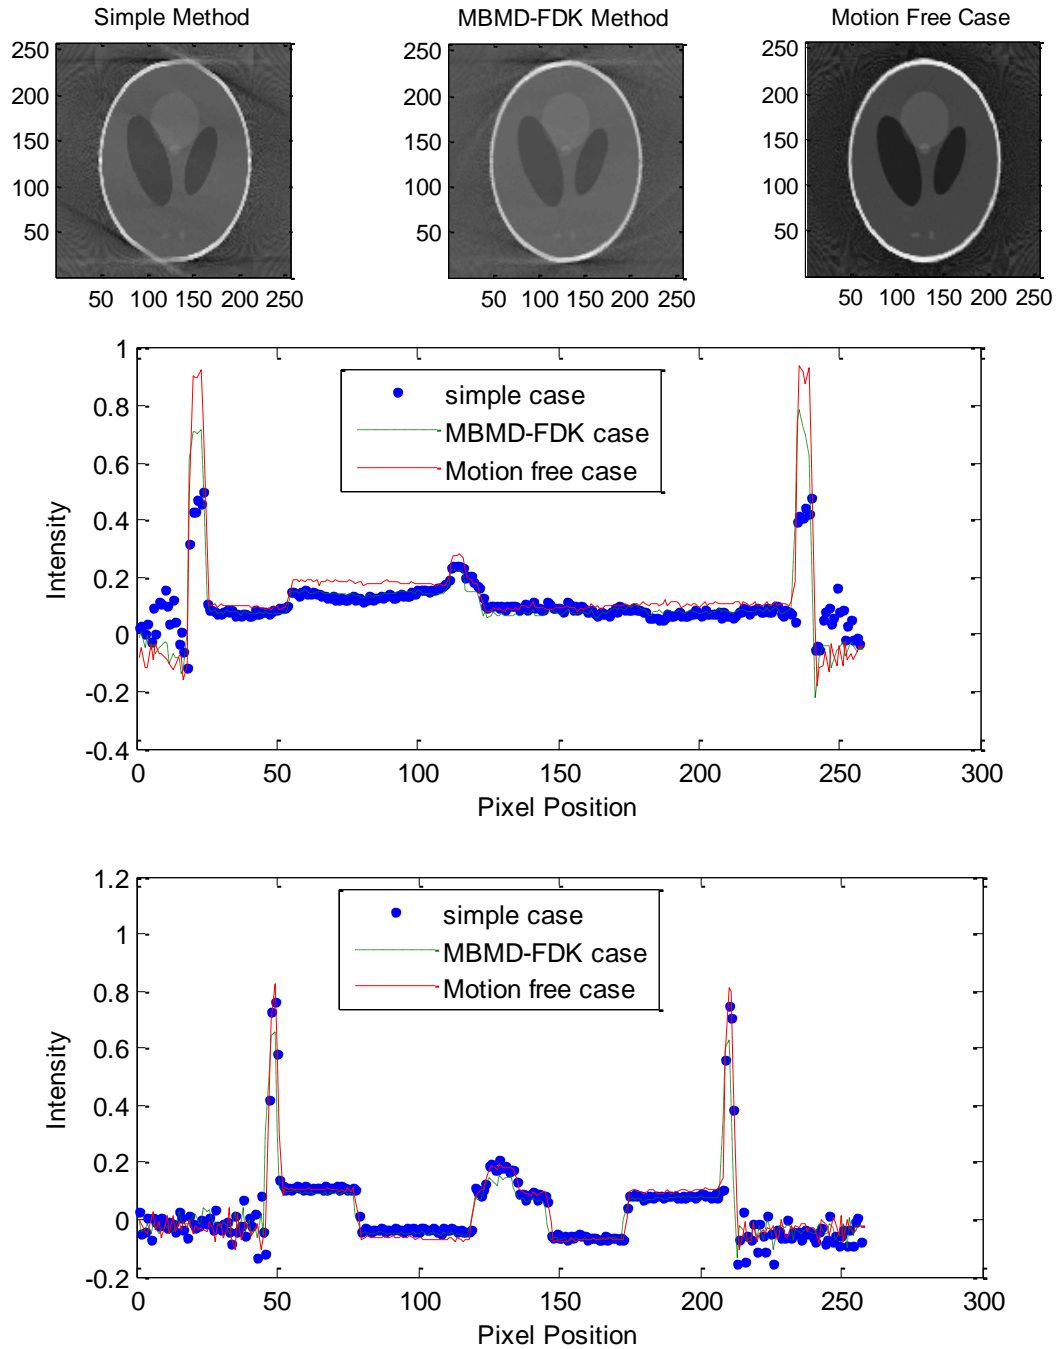 Simple Method
MBMD-FDK Method
Motion Free Case
250
200
150
100
50
50 100 150 200 250
250
200
150
100
50
50 100 150 200 250
250
200
150
100
50
50 100 150 200 250
1
0.8
0.6
0.4
0.2
0
-0.2
-0.4
Intensity
simple case
MBMD-FDK case
Motion free case
0 50 100 150 200 250 300
Pixel Position
1.2
1
0.8
0.6
0.4
0.2
0
-0.2
Intensity
simple case
MBMD-FDK case
Motion free case
0 50 100 150 200 250 300
Pixel Position